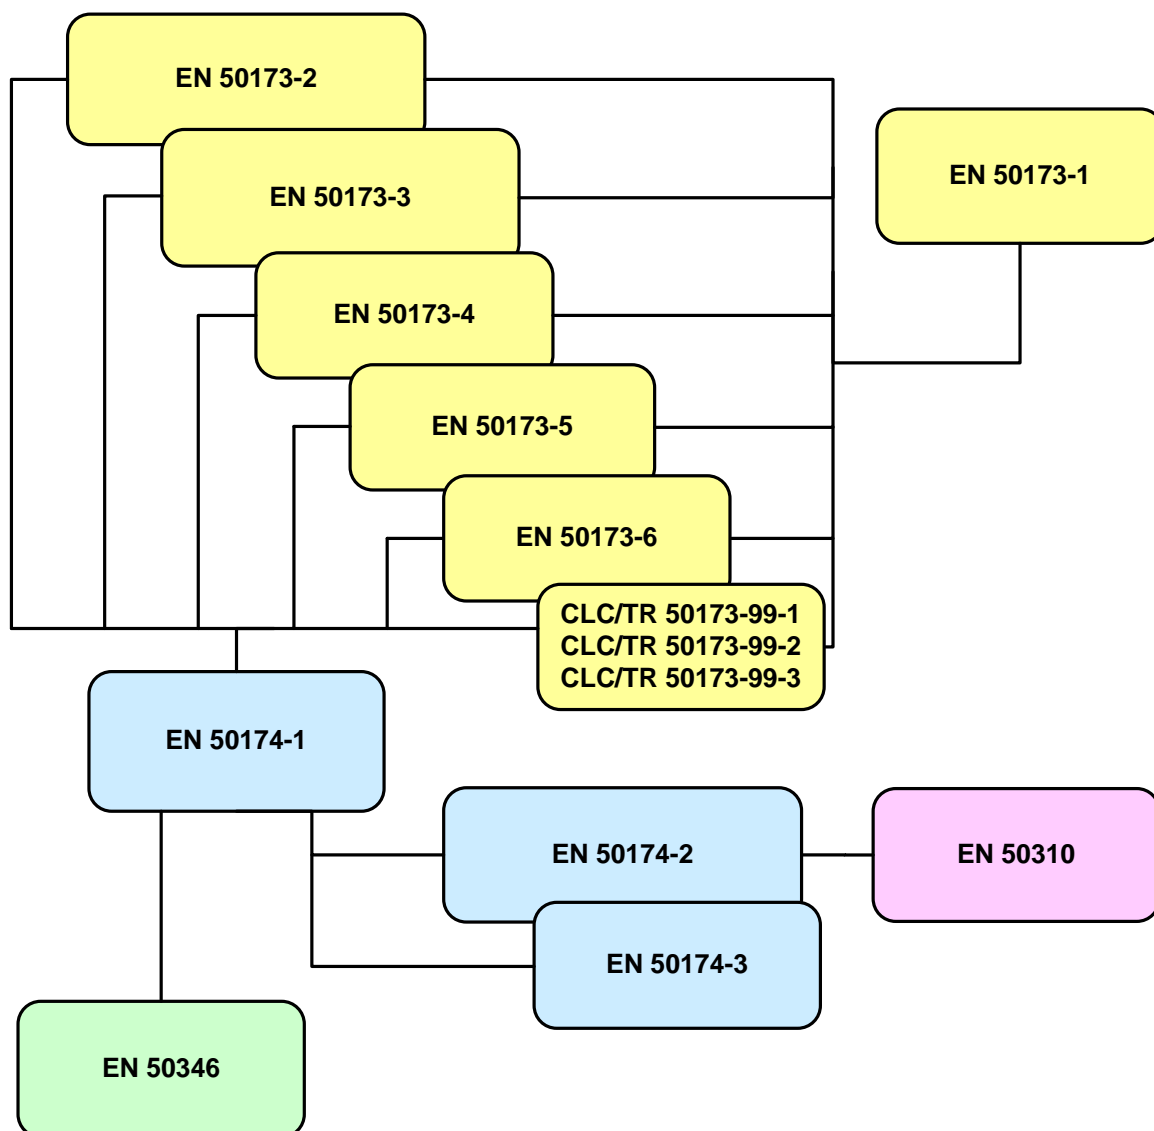 EN 50173-2
EN 50173-1
EN 50173-3
EN 50173-4
EN 50173-5
EN 50173-6
CLC/TR 50173-99-1
CLC/TR 50173-99-2
CLC/TR 50173-99-3
EN 50174-1
EN 50174-2
EN 50310
EN 50174-3
EN 50346